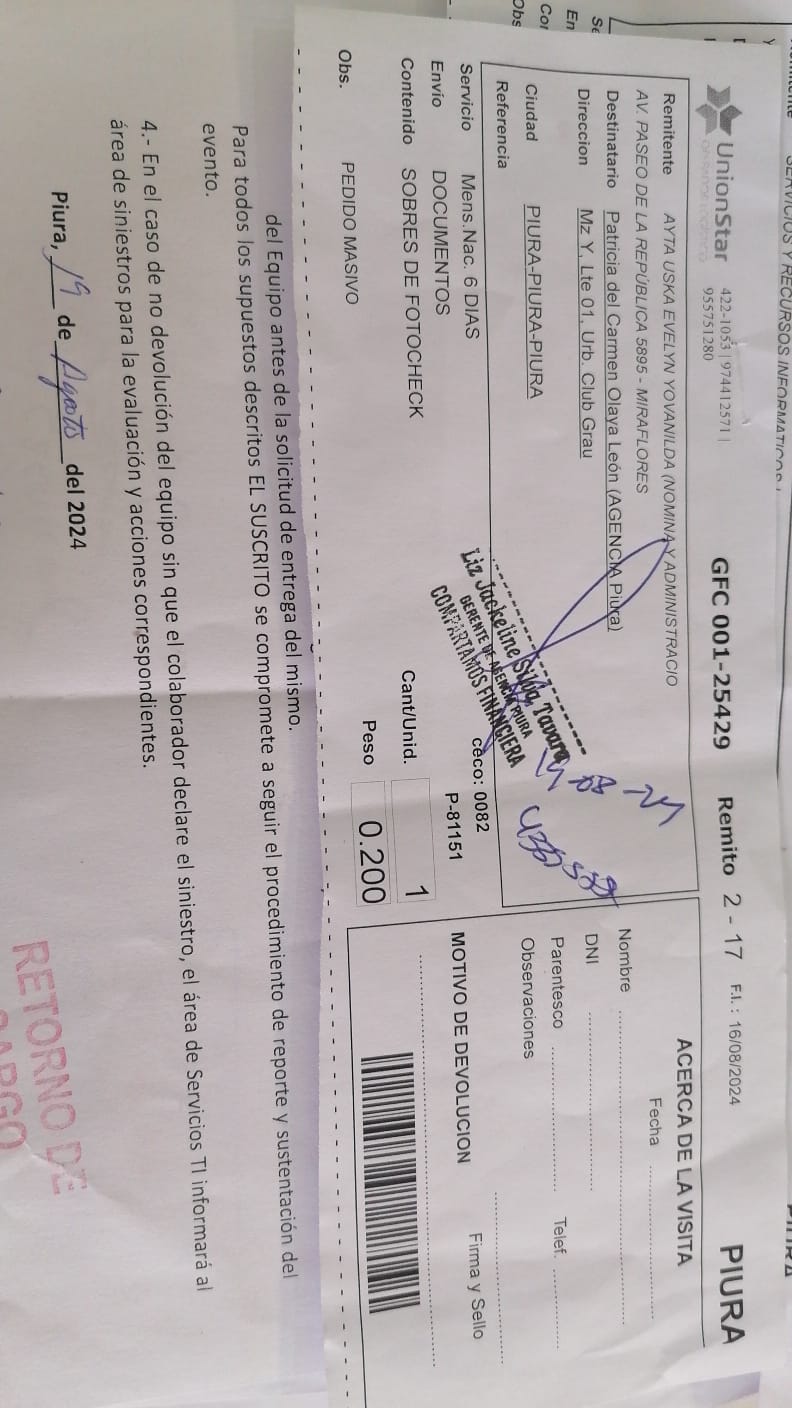 SERVICIOS Y RECURSOS INFORMATICOS
UnionStar
422-1053 | 974412571 |
955751280
GFC 001-25429
Remito 2 - 17
F.I. : 16/08/2024
PIURA
Remitente AYTA USKA EVELYN YOVANILDA (NOMINA Y ADMINISTRACIO
AV. PASEO DE LA REPÚBLICA 5895 - MIRAFLORES
Destinatario Patricia del Carmen Olaya León (AGENCIA Piura)
Direccion Mz Y, Lte 01, Urb. Club Grau
Ciudad PIURA-PIURA-PIURA
Referencia
Liz Jackeline Silva Tavara
GERENTE DE AGENCIA PIURA
COMPARTAMOS FINANCIERA
19-08-24
ACERCA DE LA VISITA
Fecha
Nombre
DNI
Parentesco
Telef.
Observaciones
Servicio Mens.Nac. 6 DIAS
ceco: 0082
Envio DOCUMENTOS
P-81151
Contenido SOBRES DE FOTOCHECK
Cant/Unid. 1
Peso 0.200
MOTIVO DE DEVOLUCION
Firma y Sello
Obs. PEDIDO MASIVO
del Equipo antes de la solicitud de entrega del mismo.
Para todos los supuestos descritos EL SUSCRITO se compromete a seguir el procedimiento de reporte y sustentación del
evento.
4.- En el caso de no devolución del equipo sin que el colaborador declare el siniestro, el área de Servicios TI informará al
área de siniestros para la evaluación y acciones correspondientes.
Piura, 19 de Agosto del 2024
RETORNO DE
CARGO